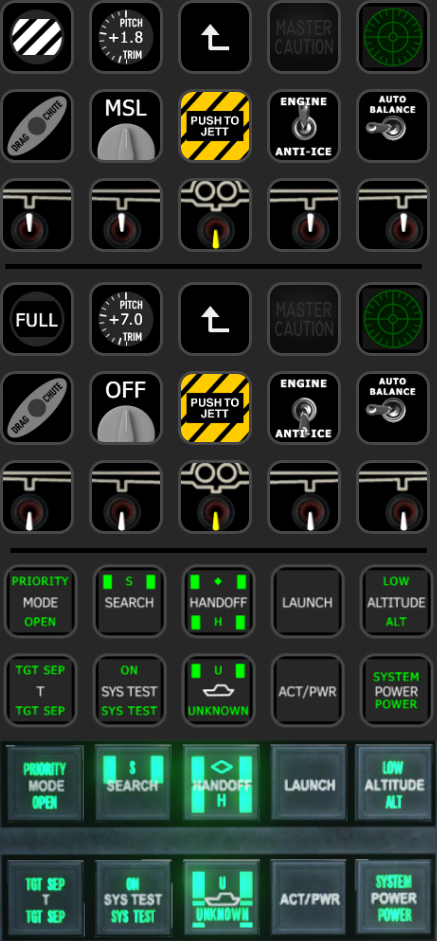 PITCH
+1.8
TRIM
MASTER
CAUTION
DRAG CHUTE
MSL
PUSH TO
JETT
ENGINE
ANTI-ICE
AUTO
BALANCE
FULL
PITCH
+7.0
TRIM
MASTER
CAUTION
DRAG CHUTE
OFF
PUSH TO
JETT
ENGINE
ANTI-ICE
AUTO
BALANCE
PRIORITY
MODE
OPEN
S
SEARCH
HANDOFF
H
LAUNCH
LOW
ALTITUDE
ALT
TGT SEP
T
TGT SEP
ON
SYS TEST
SYS TEST
U
UNKNOWN
ACT/PWR
SYSTEM
POWER
POWER
PRIORITY
MODE
OPEN
S
SEARCH
HANDOFF
H
LAUNCH
LOW
ALTITUDE
ALT
TGT SEP
T
TGT SEP
ON
SYS TEST
SYS TEST
U
UNKNOWN
ACT/PWR
SYSTEM
POWER
POWER